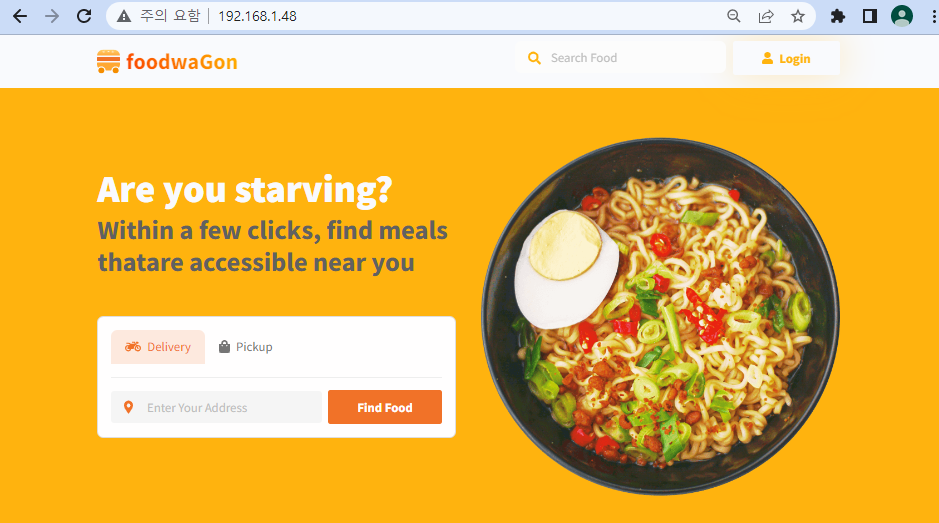 주의 요함 192.168.1.48
foodwaGon
Search Food
Login
Are you starving?
Within a few clicks, find meals
thatare accessible near you
Delivery
Pickup
Enter Your Address
Find Food